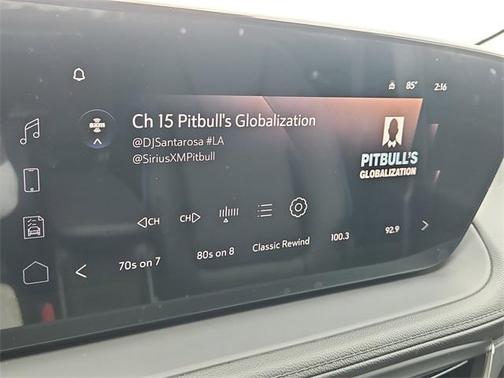 85°
2:16
sxm
Ch 15 Pitbull's Globalization
@DJSantarosa #LA
@SiriusXMPitbull
PITBULL'S
GLOBALIZATION
CH
CH
70s on 7
80s on 8
Classic Rewind
100.3
92.9